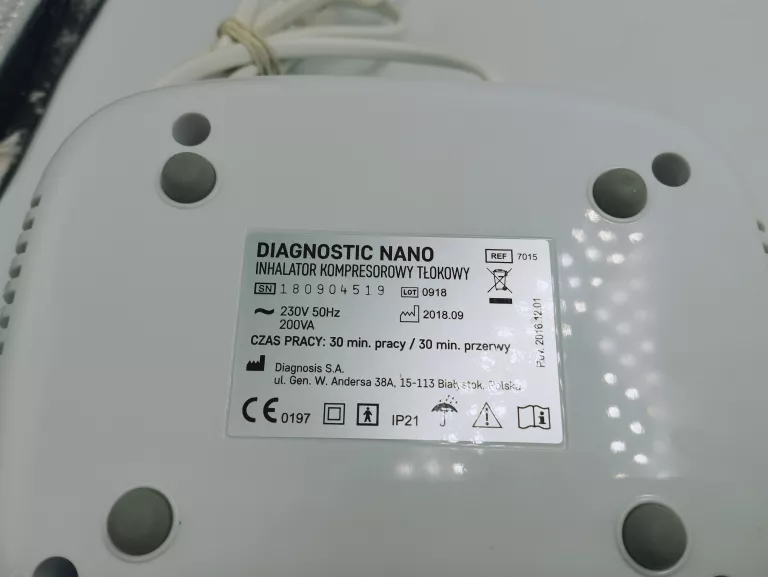 DIAGNOSTIC NANO
INHALATOR KOMPRESOROWY TŁOKOWY
REF 7015
SN 180904519
LOT 0918
230V 50Hz
200VA
2018.09
CZAS PRACY: 30 min. pracy / 30 min. przerwy
Diagnosis S.A.
ul. Gen. W. Andersa 38A, 15-113 Białystok, Polska
CE 0197
IP21
2016.12.01